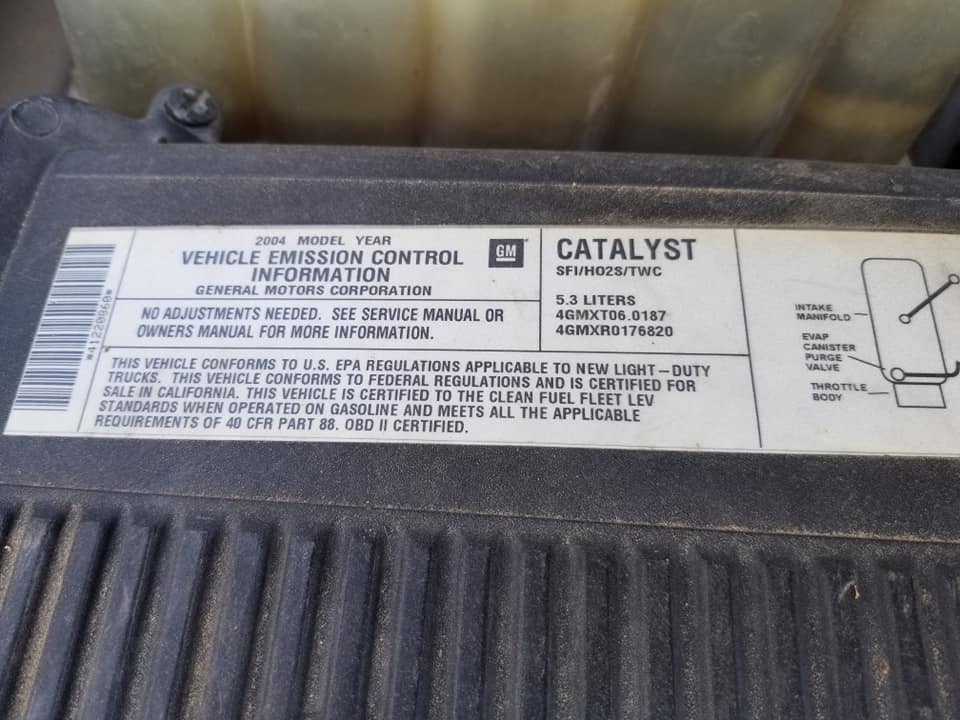 2004 MODEL YEAR
VEHICLE EMISSION CONTROL
INFORMATION
GENERAL MOTORS CORPORATION
GM
NO ADJUSTMENTS NEEDED. SEE SERVICE MANUAL OR
OWNERS MANUAL FOR MORE INFORMATION.
CATALYST
SFI/HO2S/TWC
5.3 LITERS
4GMXT06.0187
4GMXR0176820
THIS VEHICLE CONFORMS TO U.S. EPA REGULATIONS APPLICABLE TO NEW LIGHT-DUTY
TRUCKS. THIS VEHICLE CONFORMS TO FEDERAL REGULATIONS AND IS CERTIFIED FOR
SALE IN CALIFORNIA. THIS VEHICLE IS CERTIFIED TO THE CLEAN FUEL FLEET LEV
STANDARDS WHEN OPERATED ON GASOLINE AND MEETS ALL THE APPLICABLE
REQUIREMENTS OF 40 CFR PART 88. OBD II CERTIFIED.
*41220960*
INTAKE
MANIFOLD
EVAP
CANISTER
PURGE
VALVE
THROTTLE
BODY